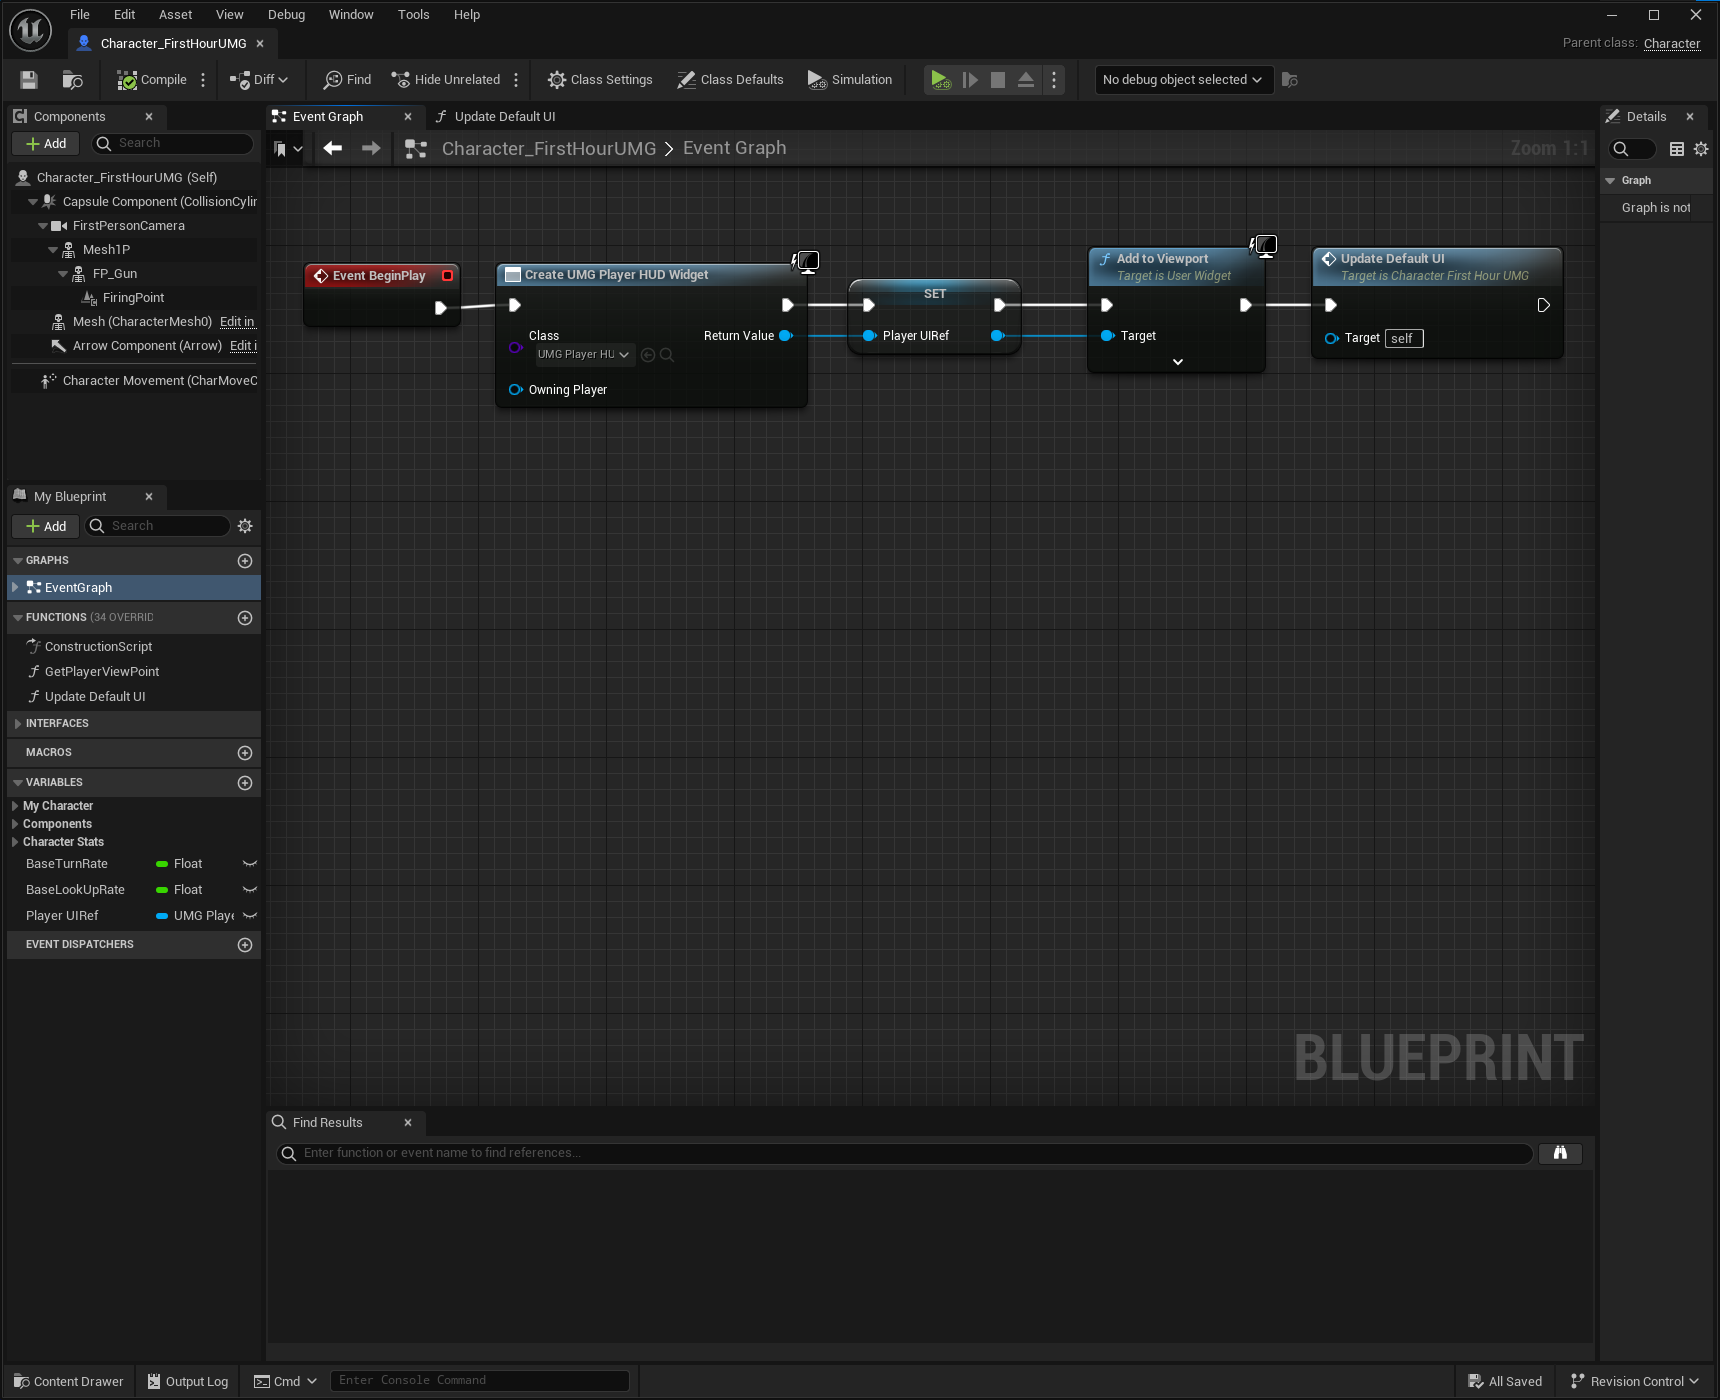 File Edit Asset View Debug Window Tools Help
Character_FirstHourUMG
Parent class: Character
Compile Diff Find Hide Unrelated Class Settings Class Defaults Simulation No debug object selected
Components
Add Search
Character_FirstHourUMG (Self)
Capsule Component (CollisionCylin
FirstPersonCamera
Mesh1P
FP_Gun
FiringPoint
Mesh (CharacterMesh0) Edit in
Arrow Component (Arrow) Edit i
Character Movement (CharMoveC
My Blueprint
Add Search
GRAPHS
EventGraph
FUNCTIONS (34 OVERRID
ConstructionScript
GetPlayerViewPoint
Update Default UI
INTERFACES
MACROS
VARIABLES
My Character
Components
Character Stats
BaseTurnRate Float
BaseLookUpRate Float
Player UIRef UMG Playe
EVENT DISPATCHERS
Event Graph Update Default UI
Character_FirstHourUMG > Event Graph
Zoom 1:1
Event BeginPlay
Create UMG Player HUD Widget
Class
UMG Player HU
Return Value
Owning Player
SET
Player UIRef
Add to Viewport
Target is User Widget
Target
Update Default UI
Target is Character First Hour UMG
Target self
BLUEPRINT
Find Results
Enter function or event name to find references...
Details
Graph
Graph is not
Content Drawer Output Log Cmd Enter Console Command All Saved Revision Control